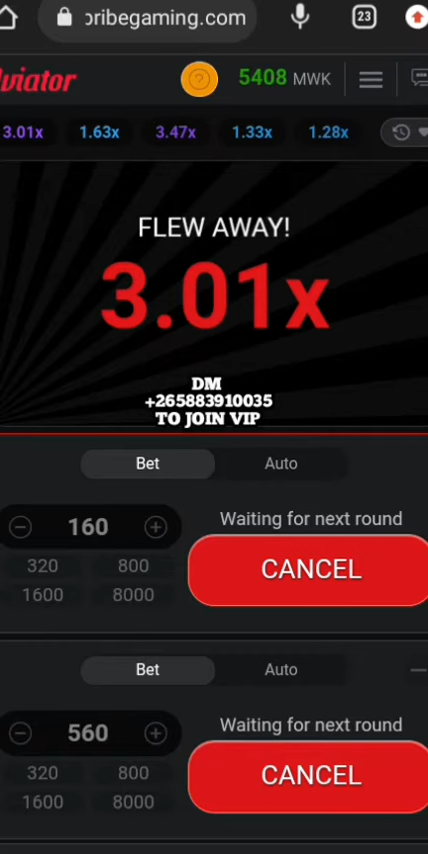 23
pribegaming.com
Aviator
5408 MWK
3.01x 1.63x 3.47x 1.33x 1.28x
FLEW AWAY!
3.01x
DM
+265883910035
TO JOIN VIP
Bet Auto
160
320 800
1600 8000
Waiting for next round
CANCEL
Bet Auto
560
320 800
1600 8000
Waiting for next round
CANCEL